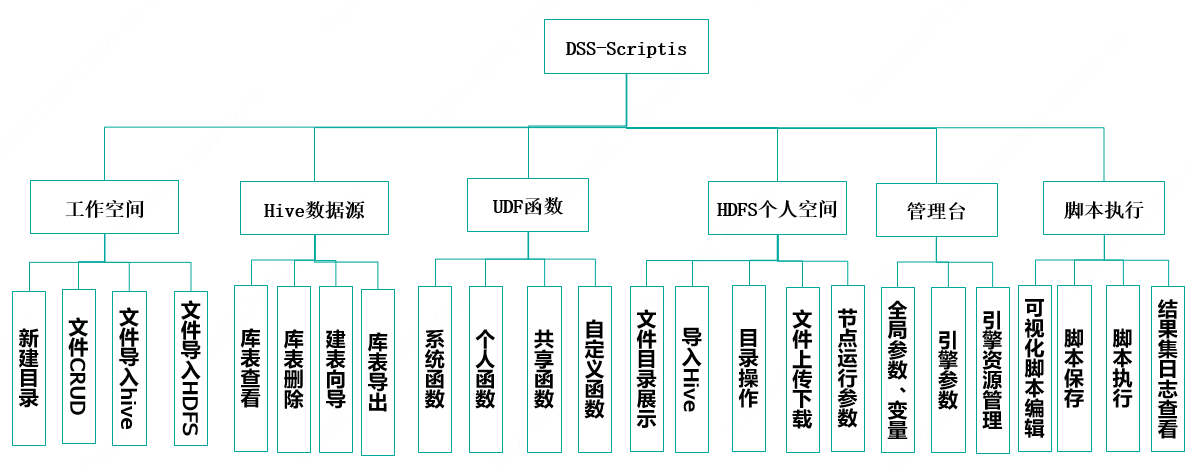 DSS-Scriptis
工作空间
Hive数据源
UDF函数
HDFS个人空间
管理台
脚本执行
新建目录
文件CRUD
文件导入hive
文件导入HDFS
库表查看
库表删除
建表向导
库表导出
系统函数
个人函数
共享函数
自定义函数
文件目录展示
导入Hive
目录操作
文件上传下载
节点运行参数
全局参数、变量
引擎参数
引擎资源管理
可视化脚本编辑
脚本保存
脚本执行
结果集日志查看